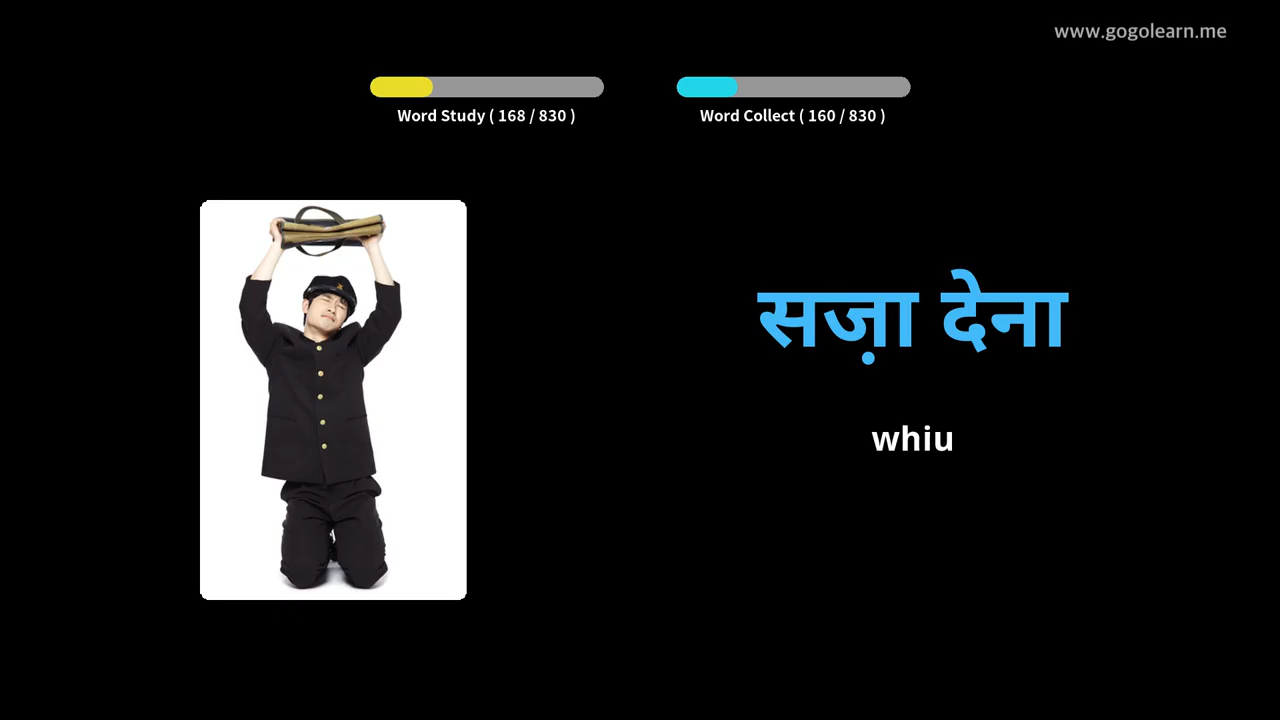 www.gogolearn.me
Word Study ( 168 / 830 )
Word Collect ( 160 / 830 )
सज़ा देना
whiu